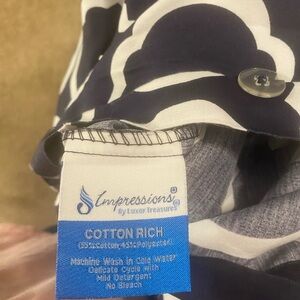 Impressions®
By Luxor Treasures®
COTTON RICH
(55%Cotton,45%Polyester)
Machine Wash in Cold Water
Delicate Cycle with
Mild Detergent
No Bleach